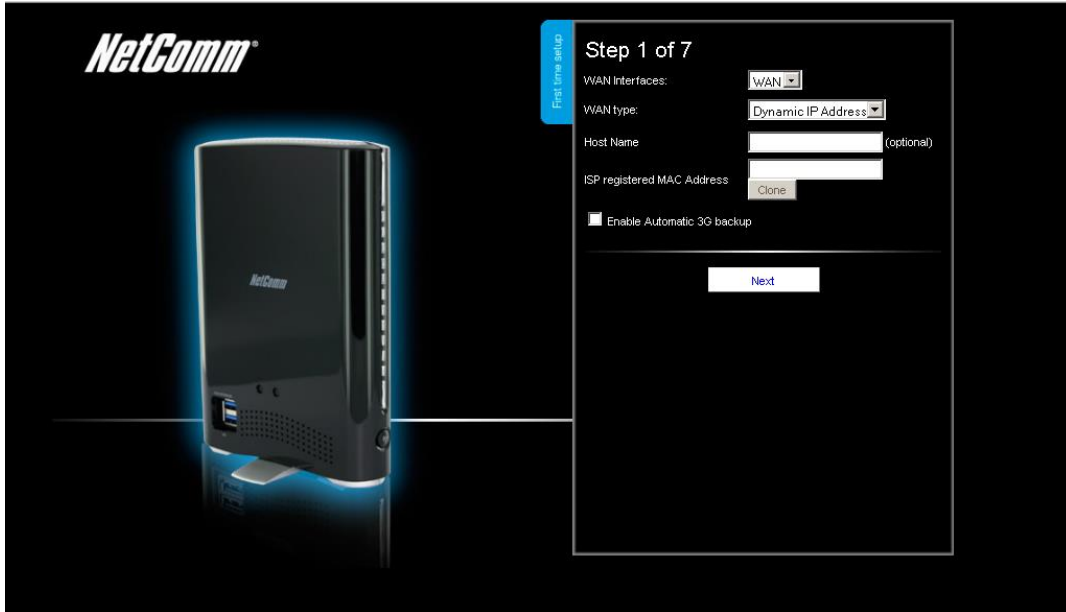 NetComm®
First time setup
Step 1 of 7
WAN Interfaces: WAN
WAN type: Dynamic IP Address
Host Name (optional)
ISP registered MAC Address
Clone
Enable Automatic 3G backup
Next
NetComm